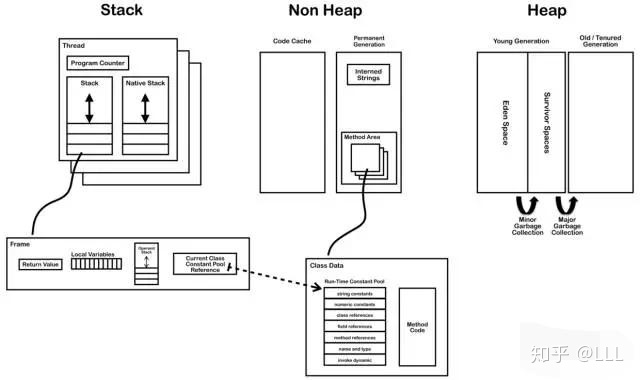 Stack
Non Heap
Heap
Thread
Program Counter
Stack
Native Stack
Code Cache
Permanent
Generation
Interned
Strings
Method Area
Young Generation
Old / Tenured
Generation
Eden Space
Survivor Spaces
Minor
Garbage
Collection
Major
Garbage
Collection
Frame
Return Value
Local Variables
Operand
Stack
Current Class
Constant Pool
Reference
Class Data
Run-Time Constant Pool
string constants
numeric constants
class references
field references
method references
name and type
invoke dynamic
Method
Code
知乎 @LLL